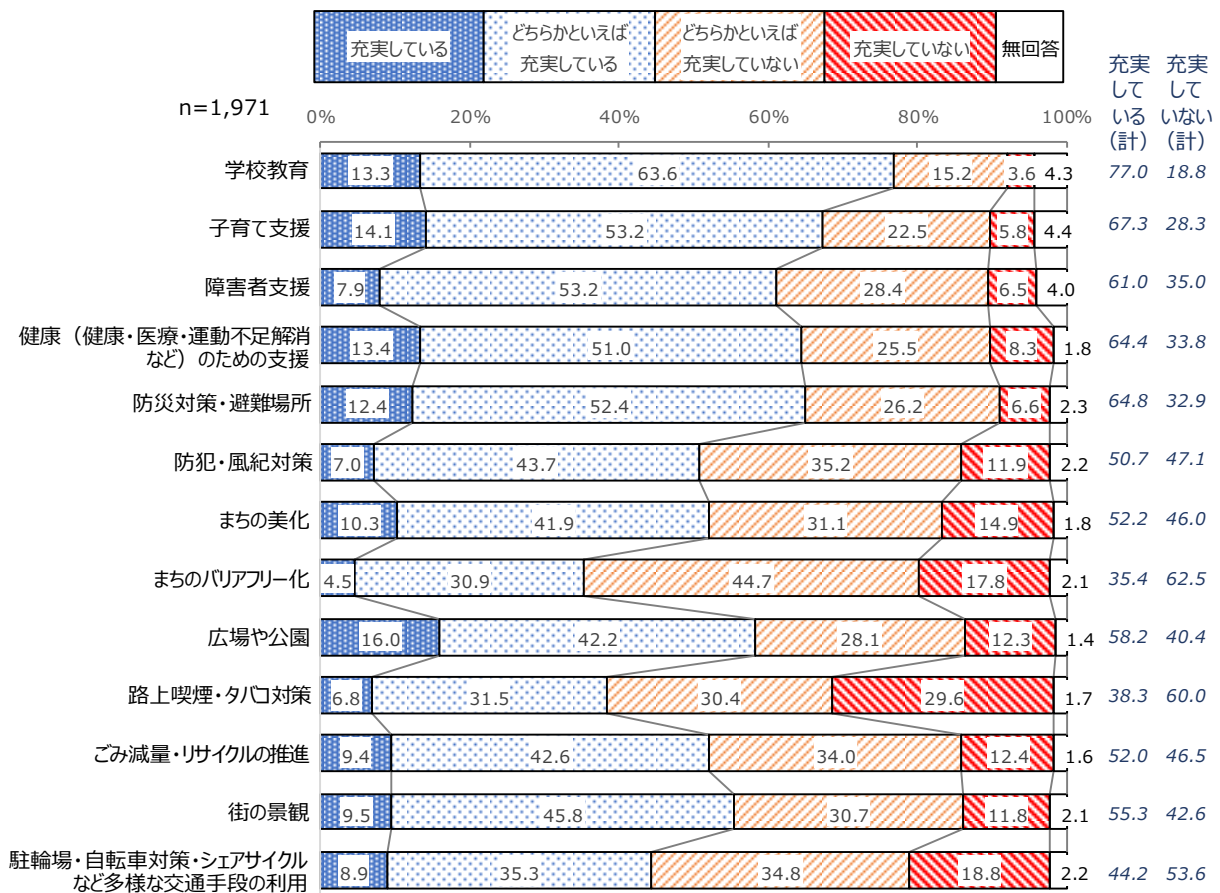 充実している
どちらかといえば
充実している
どちらかといえば
充実していない
充実していない
無回答
充実
して
いる
(計)
充実
して
いない
(計)
n=1,971
0% 20% 40% 60% 80% 100%
学校教育 13.3 63.6 15.2 3.6 4.3 77.0 18.8
子育て支援 14.1 53.2 22.5 5.8 4.4 67.3 28.3
障害者支援 7.9 53.2 28.4 6.5 4.0 61.0 35.0
健康（健康・医療・運動不足解消
など）のための支援 13.4 51.0 25.5 8.3 1.8 64.4 33.8
防災対策・避難場所 12.4 52.4 26.2 6.6 2.3 64.8 32.9
防犯・風紀対策 7.0 43.7 35.2 11.9 2.2 50.7 47.1
まちの美化 10.3 41.9 31.1 14.9 1.8 52.2 46.0
まちのバリアフリー化 4.5 30.9 44.7 17.8 2.1 35.4 62.5
広場や公園 16.0 42.2 28.1 12.3 1.4 58.2 40.4
路上喫煙・タバコ対策 6.8 31.5 30.4 29.6 1.7 38.3 60.0
ごみ減量・リサイクルの推進 9.4 42.6 34.0 12.4 1.6 52.0 46.5
街の景観 9.5 45.8 30.7 11.8 2.1 55.3 42.6
駐輪場・自転車対策・シェアサイクル
など多様な交通手段の利用 8.9 35.3 34.8 18.8 2.2 44.2 53.6